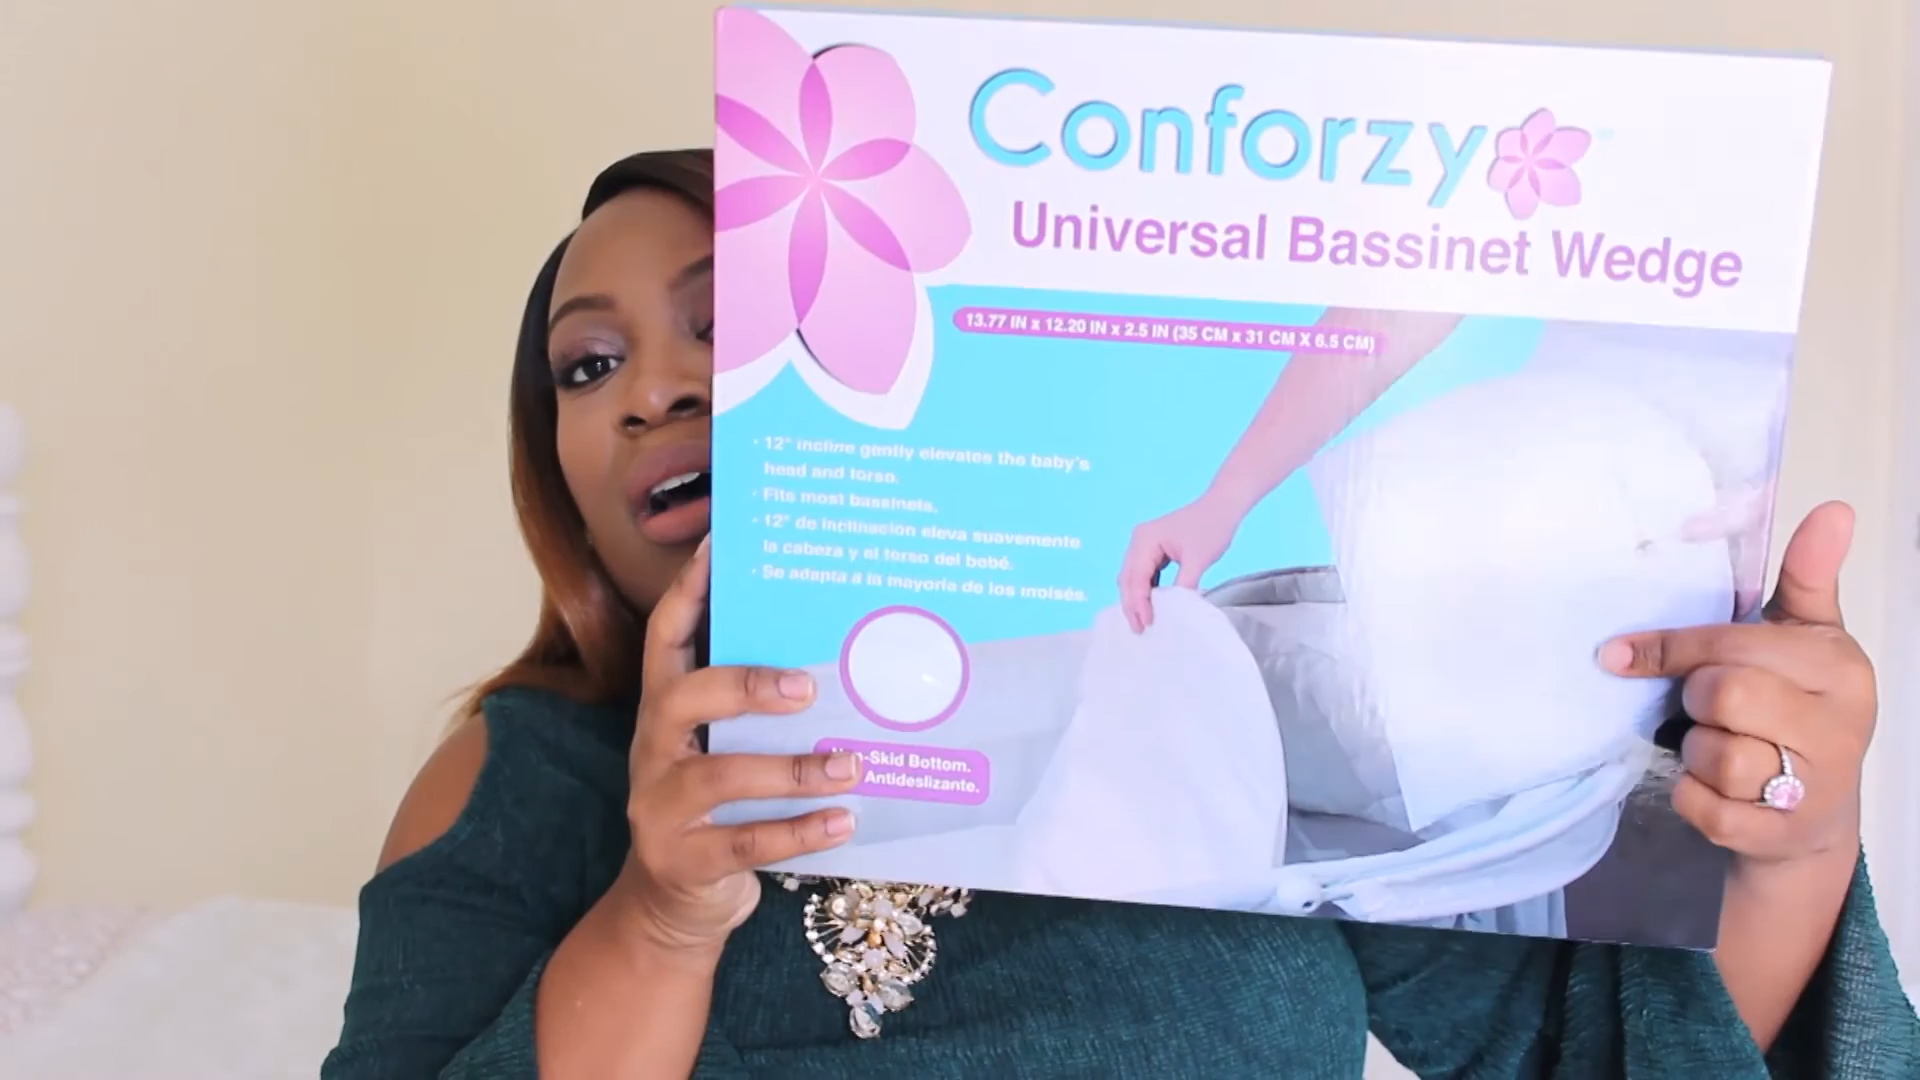 Conforzy
Universal Bassinet Wedge
13.77 IN x 12.20 IN x 2.5 IN (35 CM x 31 CM X 6.5 CM)
· 12° incline gently elevates the baby's
head and torso.
· Fits most bassinets.
· 12° de inclinacion eleva suavemente
la cabeza y el torso del bebé.
· Se adapta a la mayoría de los moisés.
-Skid Bottom.
Antideslizante.